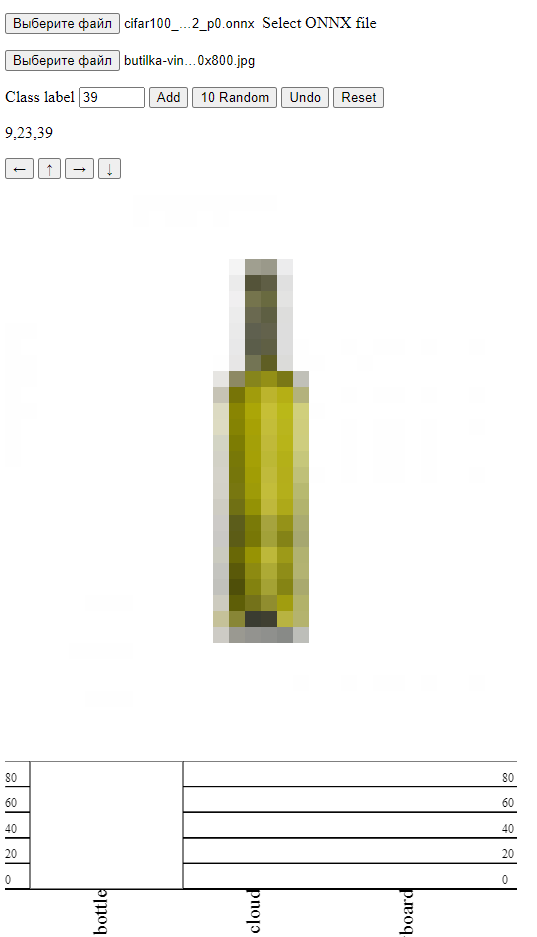 Выберите файл cifar100_...2_p0.onnx Select ONNX file
Выберите файл butilka-vin...0x800.jpg
Class label 39 Add 10 Random Undo Reset
9,23,39
← ↑ → ↓
80 80
60 60
40 40
20 20
0 0
bottle cloud board